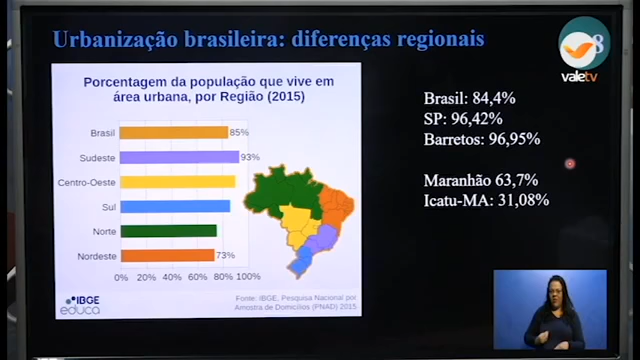 Urbanização brasileira: diferenças regionais
8
valetv
Porcentagem da população que vive em
área urbana, por Região (2015)
Brasil 85%
Sudeste 93%
Centro-Oeste
Sul
Norte
Nordeste 73%
0% 20% 40% 60% 80% 100%
IBGE
educa
Fonte: IBGE, Pesquisa Nacional por
Amostra de Domicílios (PNAD) 2015
Brasil: 84,4%
SP: 96,42%
Barretos: 96,95%
Maranhão 63,7%
Icatu-MA: 31,08%